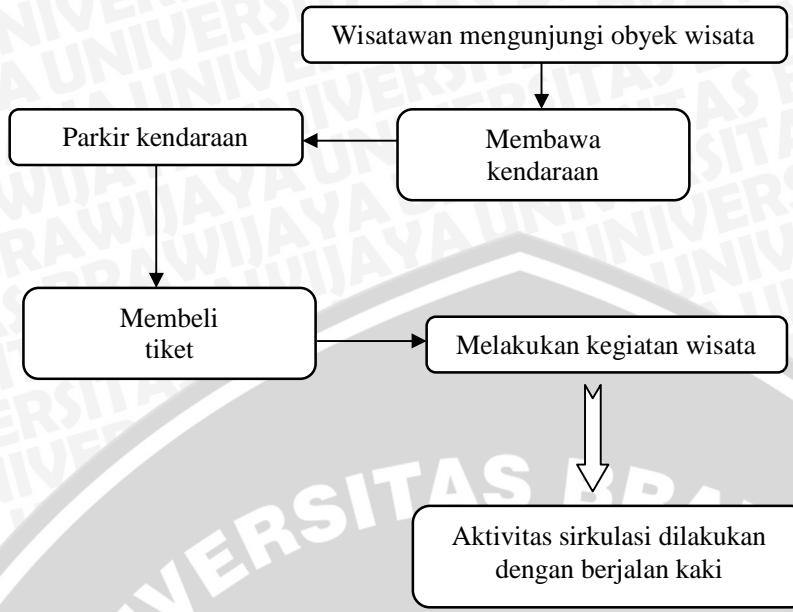 Wisatawan mengunjungi obyek wisata
Parkir kendaraan
Membawa
kendaraan
Membeli
tiket
Melakukan kegiatan wisata
Aktivitas sirkulasi dilakukan
dengan berjalan kaki